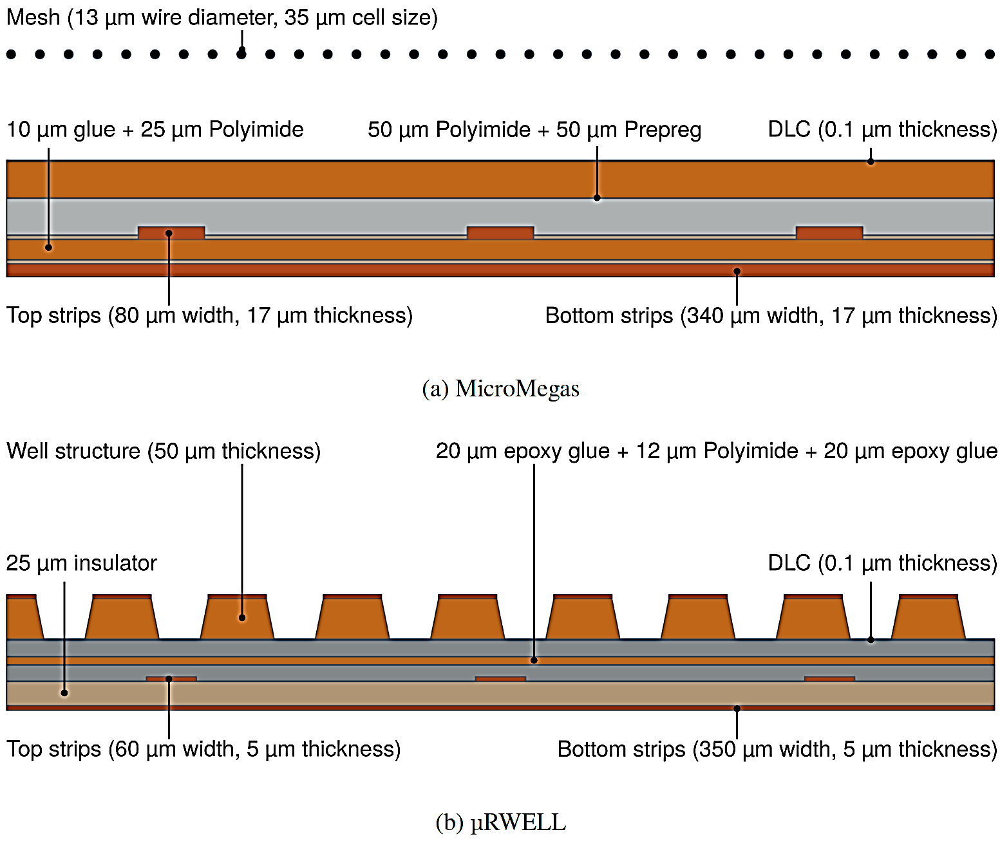 Mesh (13 µm wire diameter, 35 µm cell size)
10 µm glue + 25 µm Polyimide
50 µm Polyimide + 50 µm Prepreg
DLC (0.1 µm thickness)
Top strips (80 µm width, 17 µm thickness)
Bottom strips (340 µm width, 17 µm thickness)
(a) MicroMegas
Well structure (50 µm thickness)
20 µm epoxy glue + 12 µm Polyimide + 20 µm epoxy glue
25 µm insulator
DLC (0.1 µm thickness)
Top strips (60 µm width, 5 µm thickness)
Bottom strips (350 µm width, 5 µm thickness)
(b) µRWELL